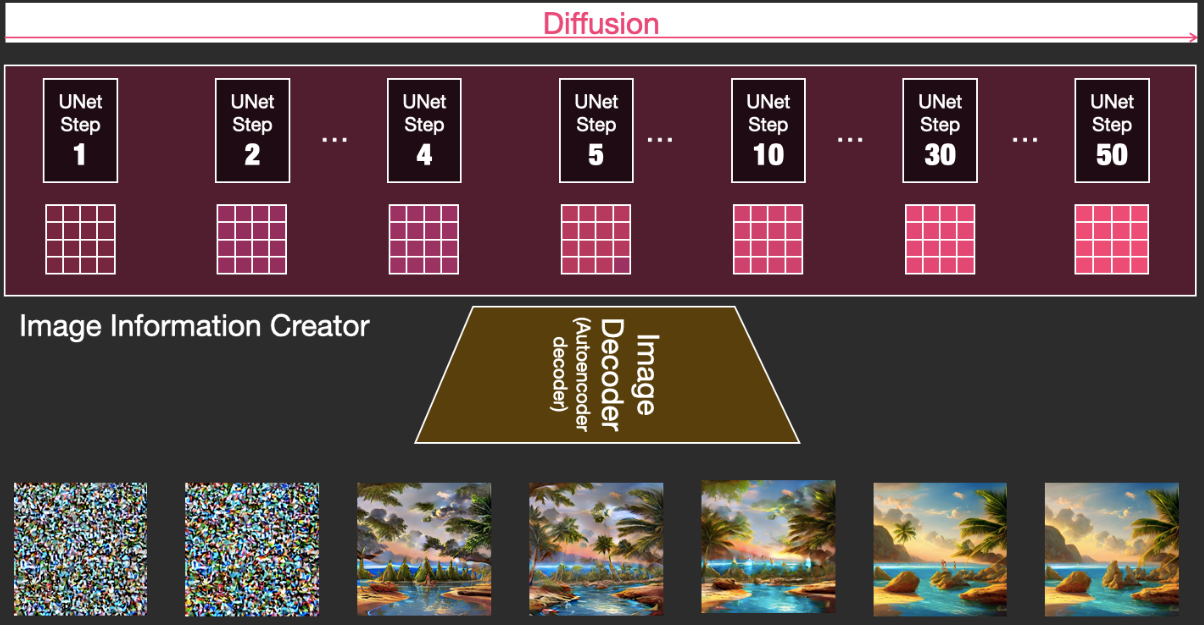 Diffusion
UNet
Step
1
UNet
Step
2
...
UNet
Step
4
UNet
Step
5
...
UNet
Step
10
...
UNet
Step
30
...
UNet
Step
50
Image Information Creator
Image
Decoder
(Autoencoder
decoder)